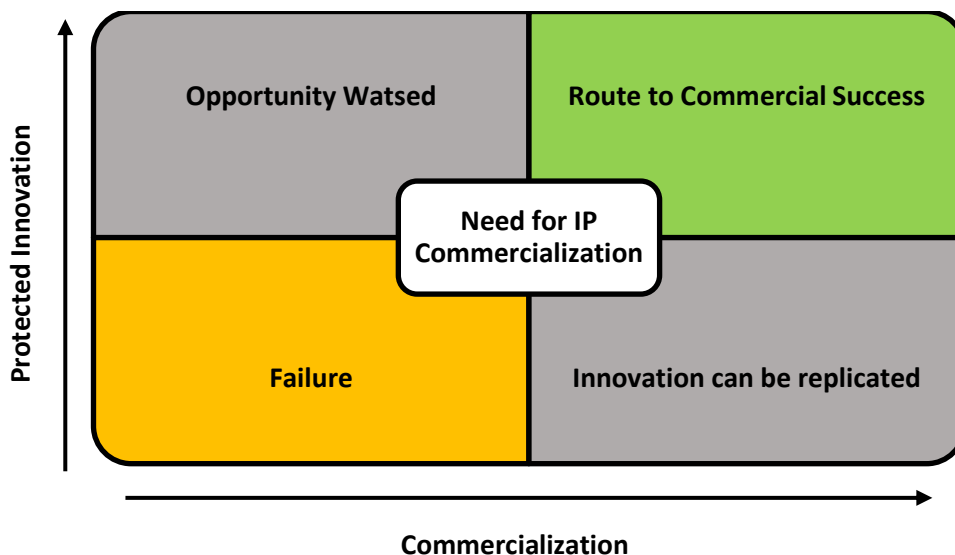 Opportunity Watsed
Route to Commercial Success
Need for IP
Commercialization
Failure
Innovation can be replicated
Protected Innovation
Commercialization